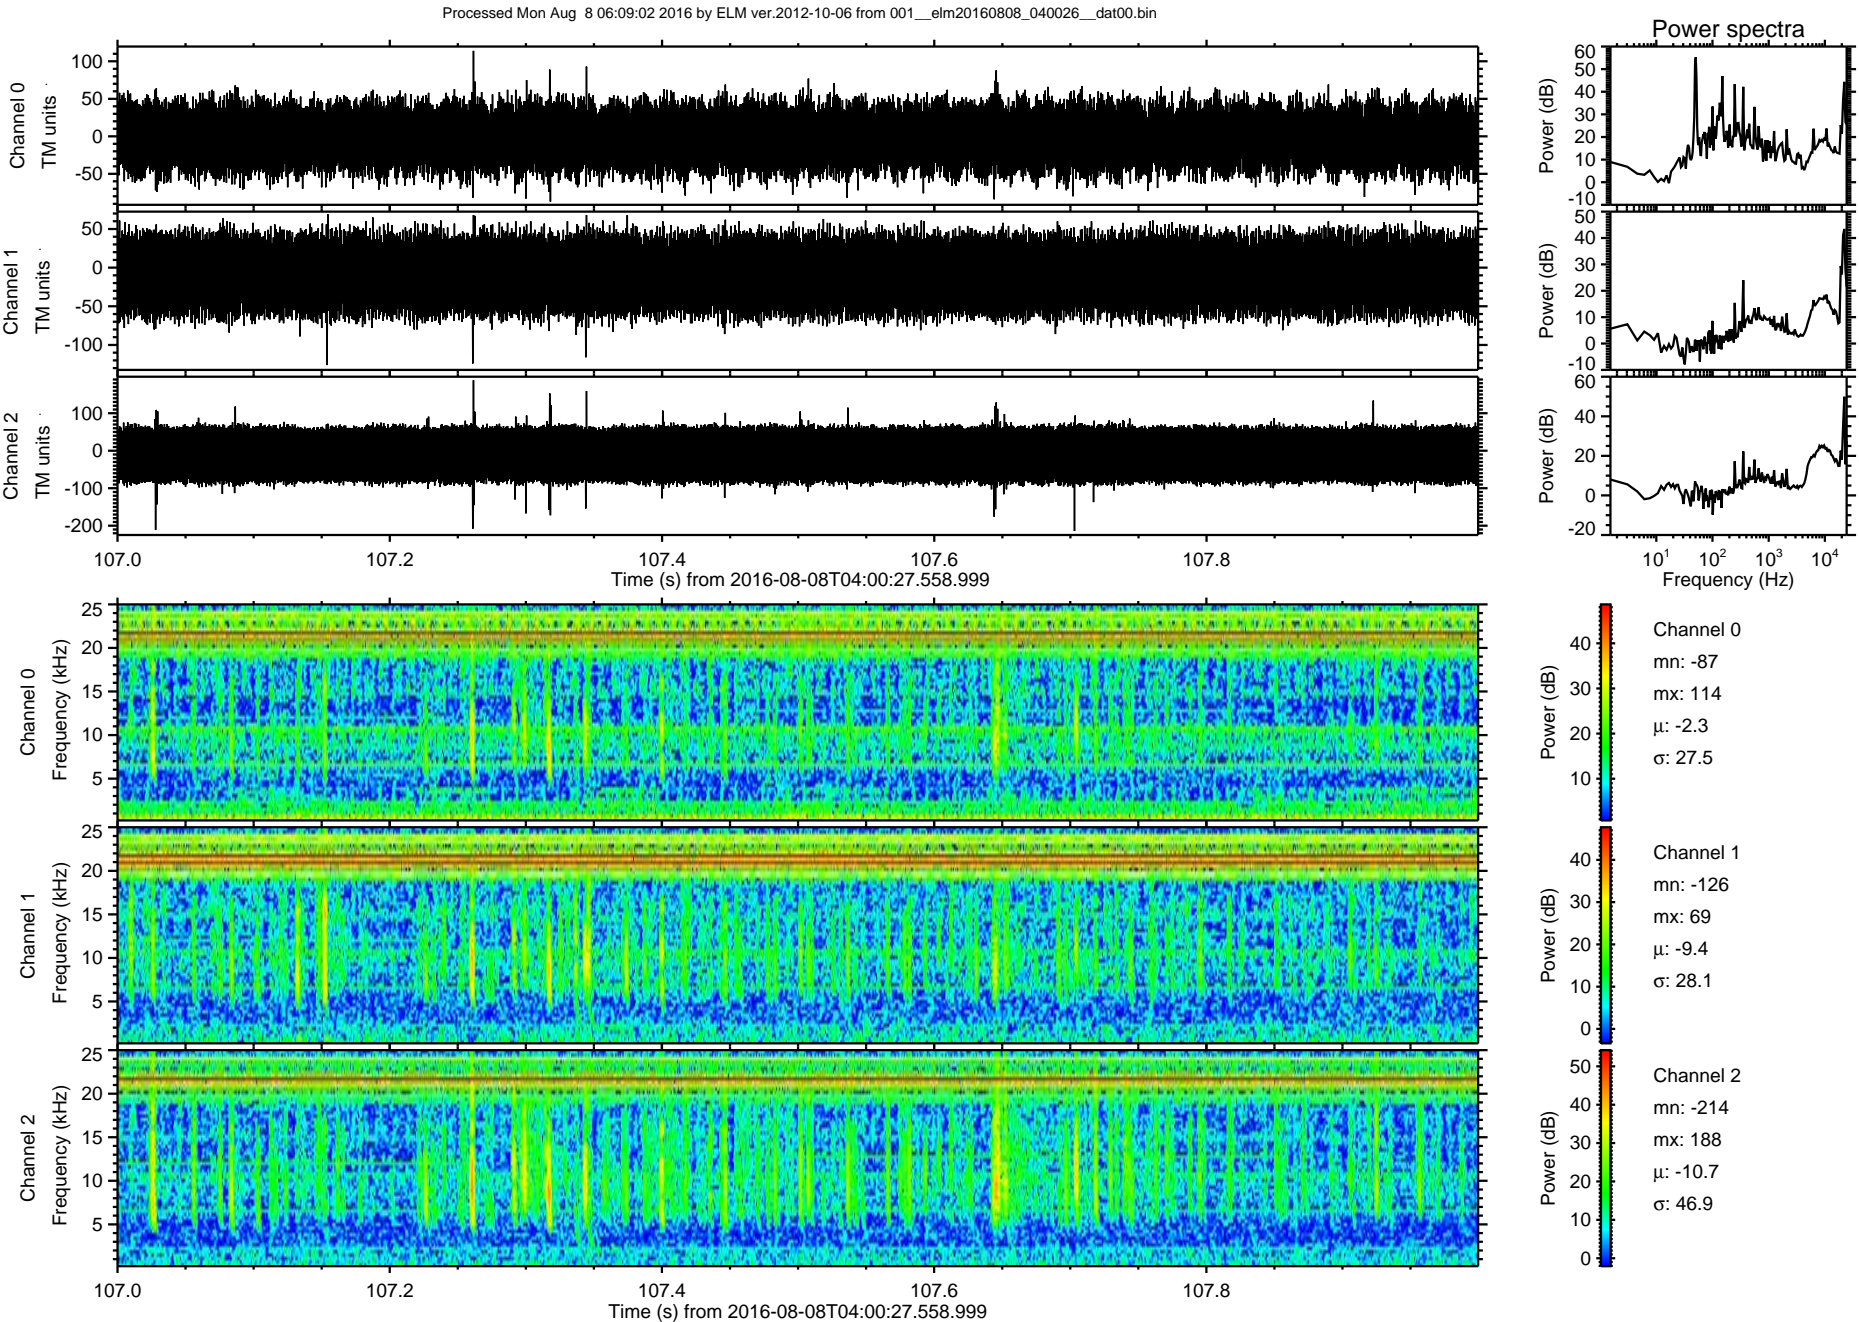 Processed Mon Aug  8 06:09:02 2016 by ELM ver.2012-10-06 from 001__elm20160808_040026__dat00.bin
Power spectra
Channel 0
TM units
100
50
0
-50
Power (dB)
60
50
40
30
20
10
0
-10
Channel 1
TM units
50
0
-50
-100
Power (dB)
50
40
30
20
10
0
-10
Channel 2
TM units
100
0
-100
-200
Power (dB)
60
40
20
0
-20
107.0 107.2 107.4 107.6 107.8
Time (s) from 2016-08-08T04:00:27.558.999
10^1 10^2 10^3 10^4
Frequency (Hz)
Channel 0
Frequency (kHz)
25
20
15
10
5
Power (dB)
40
30
20
10
Channel 0
mn: -87
mx: 114
μ: -2.3
σ: 27.5
Channel 1
Frequency (kHz)
25
20
15
10
5
Power (dB)
40
30
20
10
0
Channel 1
mn: -126
mx: 69
μ: -9.4
σ: 28.1
Channel 2
Frequency (kHz)
25
20
15
10
5
Power (dB)
50
40
30
20
10
0
Channel 2
mn: -214
mx: 188
μ: -10.7
σ: 46.9
107.0 107.2 107.4 107.6 107.8
Time (s) from 2016-08-08T04:00:27.558.999